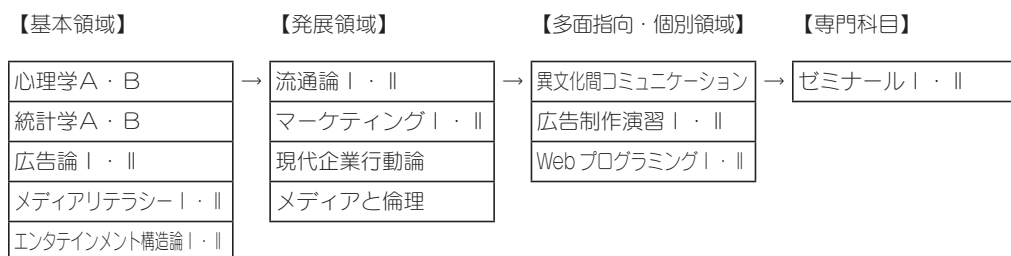 【基本領域】 【発展領域】 【多面指向・個別領域】 【専門科目】
心理学A・B → 流通論Ⅰ・Ⅱ → 異文化間コミュニケーション → ゼミナールⅠ・Ⅱ
統計学A・B マーケティングⅠ・Ⅱ 広告制作演習Ⅰ・Ⅱ
広告論Ⅰ・Ⅱ 現代企業行動論 WebプログラミングⅠ・Ⅱ
メディアリテラシーⅠ・Ⅱ メディアと倫理
エンタテインメント構造論Ⅰ・Ⅱ